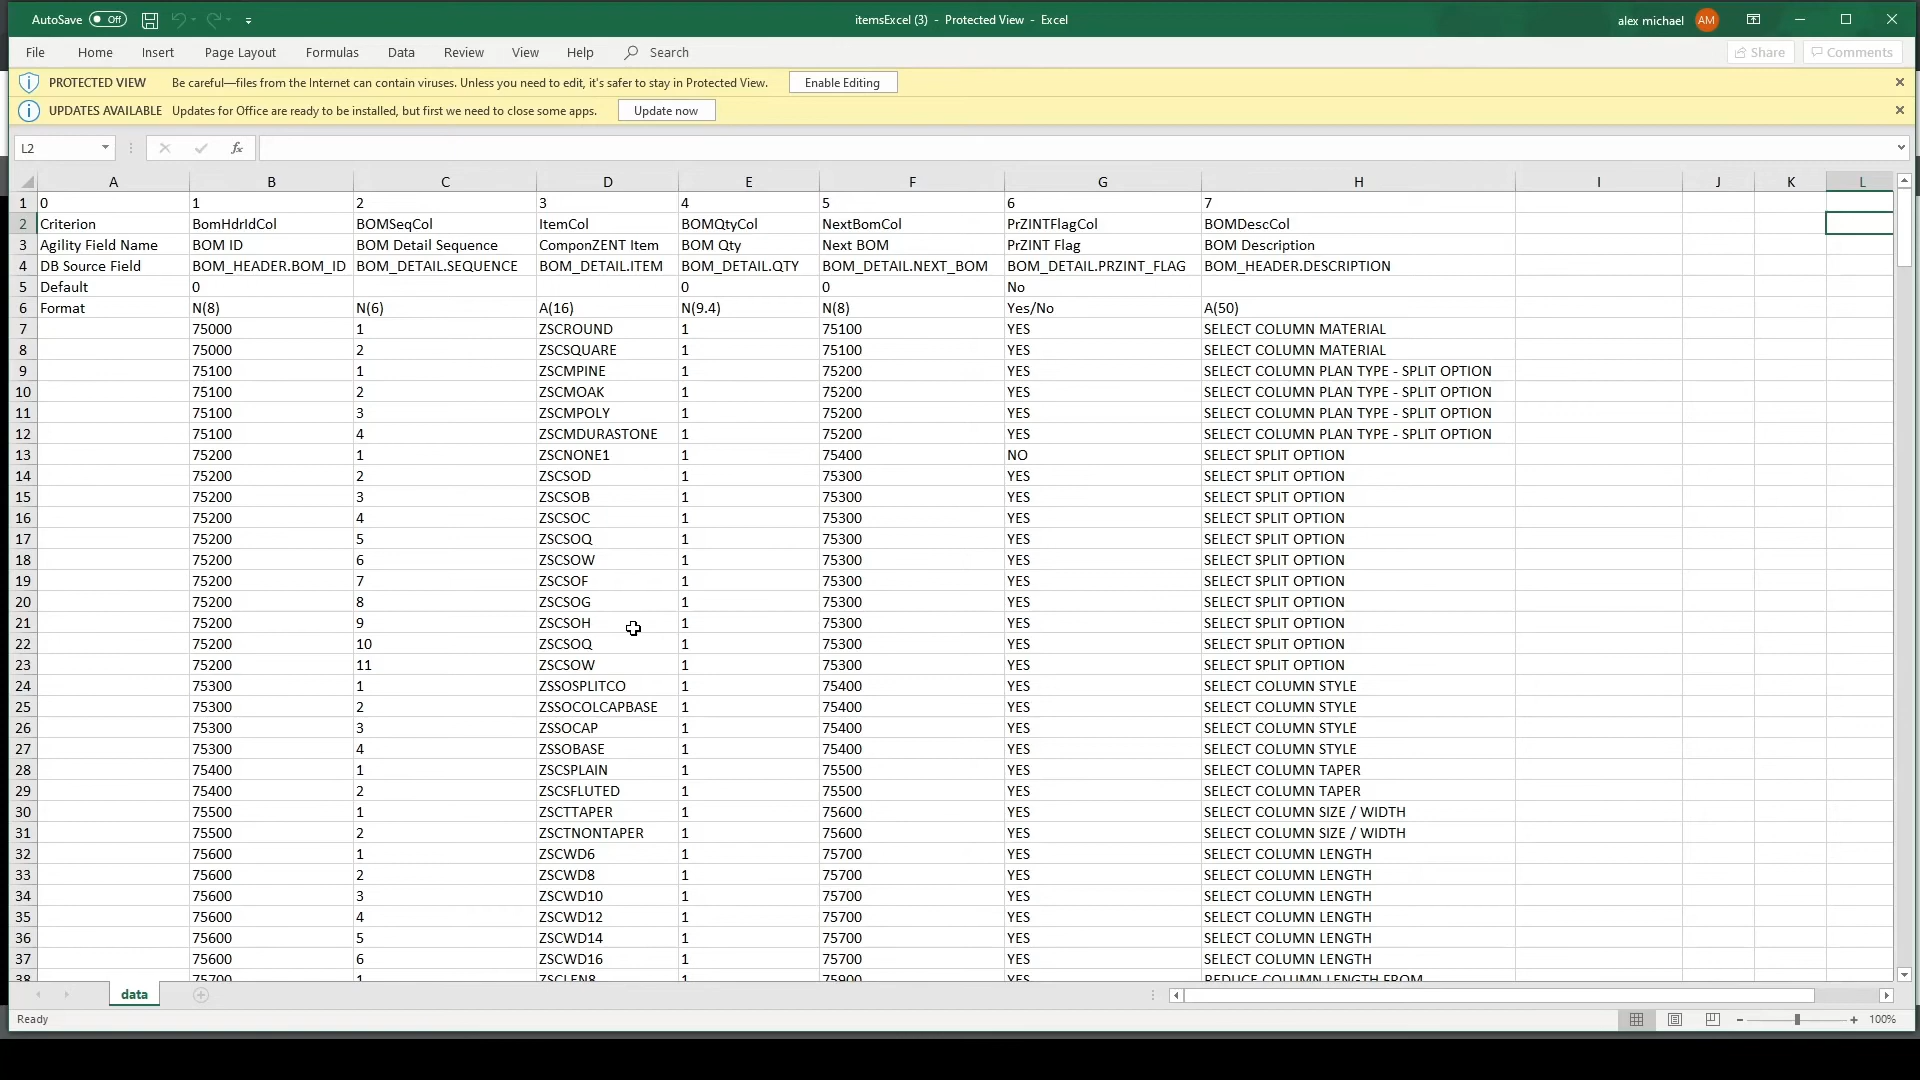 AutoSave Off itemsExcel (3) - Protected View - Excel alex michael AM
File Home Insert Page Layout Formulas Data Review View Help Search Share Comments
PROTECTED VIEW Be careful—files from the Internet can contain viruses. Unless you need to edit, it's safer to stay in Protected View. Enable Editing
UPDATES AVAILABLE Updates for Office are ready to be installed, but first we need to close some apps. Update now
L2 fx
A B C D E F G H I J K L
1 0 1 2 3 4 5 6 7
2 Criterion BomHdrIdCol BOMSeqCol ItemCol BOMQtyCol NextBomCol PrZINTFlagCol BOMDescCol
3 Agility Field Name BOM ID BOM Detail Sequence ComponZENT Item BOM Qty Next BOM PrZINT Flag BOM Description
4 DB Source Field BOM_HEADER.BOM_ID BOM_DETAIL.SEQUENCE BOM_DETAIL.ITEM BOM_DETAIL.QTY BOM_DETAIL.NEXT_BOM BOM_DETAIL.PRZINT_FLAG BOM_HEADER.DESCRIPTION
5 Default 0 0 0 No
6 Format N(8) N(6) A(16) N(9.4) N(8) Yes/No A(50)
7 75000 1 ZSCROUND 1 75100 YES SELECT COLUMN MATERIAL
8 75000 2 ZSCSQUARE 1 75100 YES SELECT COLUMN MATERIAL
9 75100 1 ZSCMPINE 1 75200 YES SELECT COLUMN PLAN TYPE - SPLIT OPTION
10 75100 2 ZSCMOAK 1 75200 YES SELECT COLUMN PLAN TYPE - SPLIT OPTION
11 75100 3 ZSCMPOLY 1 75200 YES SELECT COLUMN PLAN TYPE - SPLIT OPTION
12 75100 4 ZSCMDURASTONE 1 75200 YES SELECT COLUMN PLAN TYPE - SPLIT OPTION
13 75200 1 ZSCNONE1 1 75400 NO SELECT SPLIT OPTION
14 75200 2 ZSCSOD 1 75300 YES SELECT SPLIT OPTION
15 75200 3 ZSCSOB 1 75300 YES SELECT SPLIT OPTION
16 75200 4 ZSCSOC 1 75300 YES SELECT SPLIT OPTION
17 75200 5 ZSCSOQ 1 75300 YES SELECT SPLIT OPTION
18 75200 6 ZSCSOW 1 75300 YES SELECT SPLIT OPTION
19 75200 7 ZSCSOF 1 75300 YES SELECT SPLIT OPTION
20 75200 8 ZSCSOG 1 75300 YES SELECT SPLIT OPTION
21 75200 9 ZSCSOH 1 75300 YES SELECT SPLIT OPTION
22 75200 10 ZSCSOQ 1 75300 YES SELECT SPLIT OPTION
23 75200 11 ZSCSOW 1 75300 YES SELECT SPLIT OPTION
24 75300 1 ZSSOSPLITCO 1 75400 YES SELECT COLUMN STYLE
25 75300 2 ZSSOCOLCAPBASE 1 75400 YES SELECT COLUMN STYLE
26 75300 3 ZSSOCAP 1 75400 YES SELECT COLUMN STYLE
27 75300 4 ZSSOBASE 1 75400 YES SELECT COLUMN STYLE
28 75400 1 ZSCSPLAIN 1 75500 YES SELECT COLUMN TAPER
29 75400 2 ZSCSFLUTED 1 75500 YES SELECT COLUMN TAPER
30 75500 1 ZSCTTAPER 1 75600 YES SELECT COLUMN SIZE / WIDTH
31 75500 2 ZSCTNONTAPER 1 75600 YES SELECT COLUMN SIZE / WIDTH
32 75600 1 ZSCWD6 1 75700 YES SELECT COLUMN LENGTH
33 75600 2 ZSCWD8 1 75700 YES SELECT COLUMN LENGTH
34 75600 3 ZSCWD10 1 75700 YES SELECT COLUMN LENGTH
35 75600 4 ZSCWD12 1 75700 YES SELECT COLUMN LENGTH
36 75600 5 ZSCWD14 1 75700 YES SELECT COLUMN LENGTH
37 75600 6 ZSCWD16 1 75700 YES SELECT COLUMN LENGTH
38 75700 1 ZSCLEN8 1 75900 YES REDUCE COLUMN LENGTH FROM
data
Ready 100%